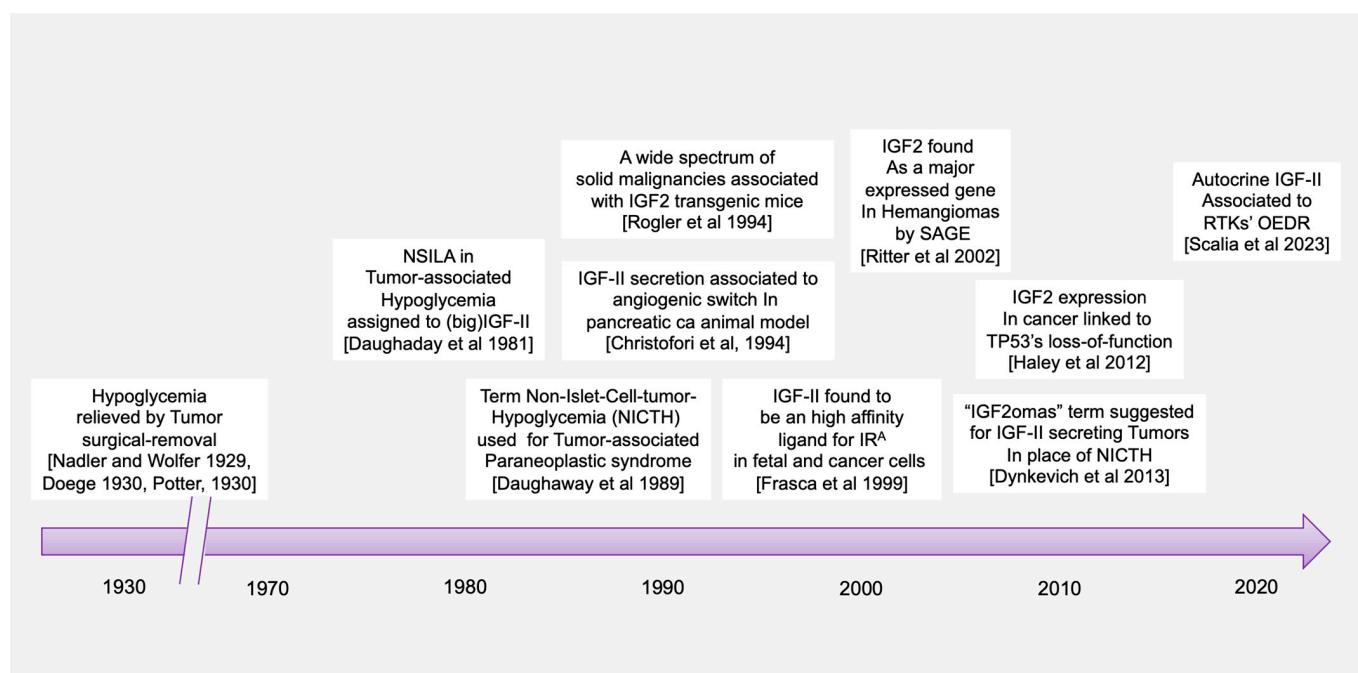 Hypoglycemia
relieved by Tumor
surgical-removal
[Nadler and Wolfer 1929,
Doege 1930, Potter, 1930]
NSILA in
Tumor-associated
Hypoglycemia
assigned to (big)IGF-II
[Daughaday et al 1981]
Term Non-Islet-Cell-tumor-
Hypoglycemia (NICTH)
used for Tumor-associated
Paraneoplastic syndrome
[Daughaway et al 1989]
A wide spectrum of
solid malignancies associated
with IGF2 transgenic mice
[Rogler et al 1994]
IGF-II secretion associated to
angiogenic switch In
pancreatic ca animal model
[Christofori et al, 1994]
IGF-II found to
be an high affinity
ligand for IRᴬ
in fetal and cancer cells
[Frasca et al 1999]
IGF2 found
As a major
expressed gene
In Hemangiomas
by SAGE
[Ritter et al 2002]
IGF2 expression
In cancer linked to
TP53’s loss-of-function
[Haley et al 2012]
“IGF2omas” term suggested
for IGF-II secreting Tumors
In place of NICTH
[Dynkevich et al 2013]
Autocrine IGF-II
Associated to
RTKs’ OEDR
[Scalia et al 2023]
1930 1970 1980 1990 2000 2010 2020